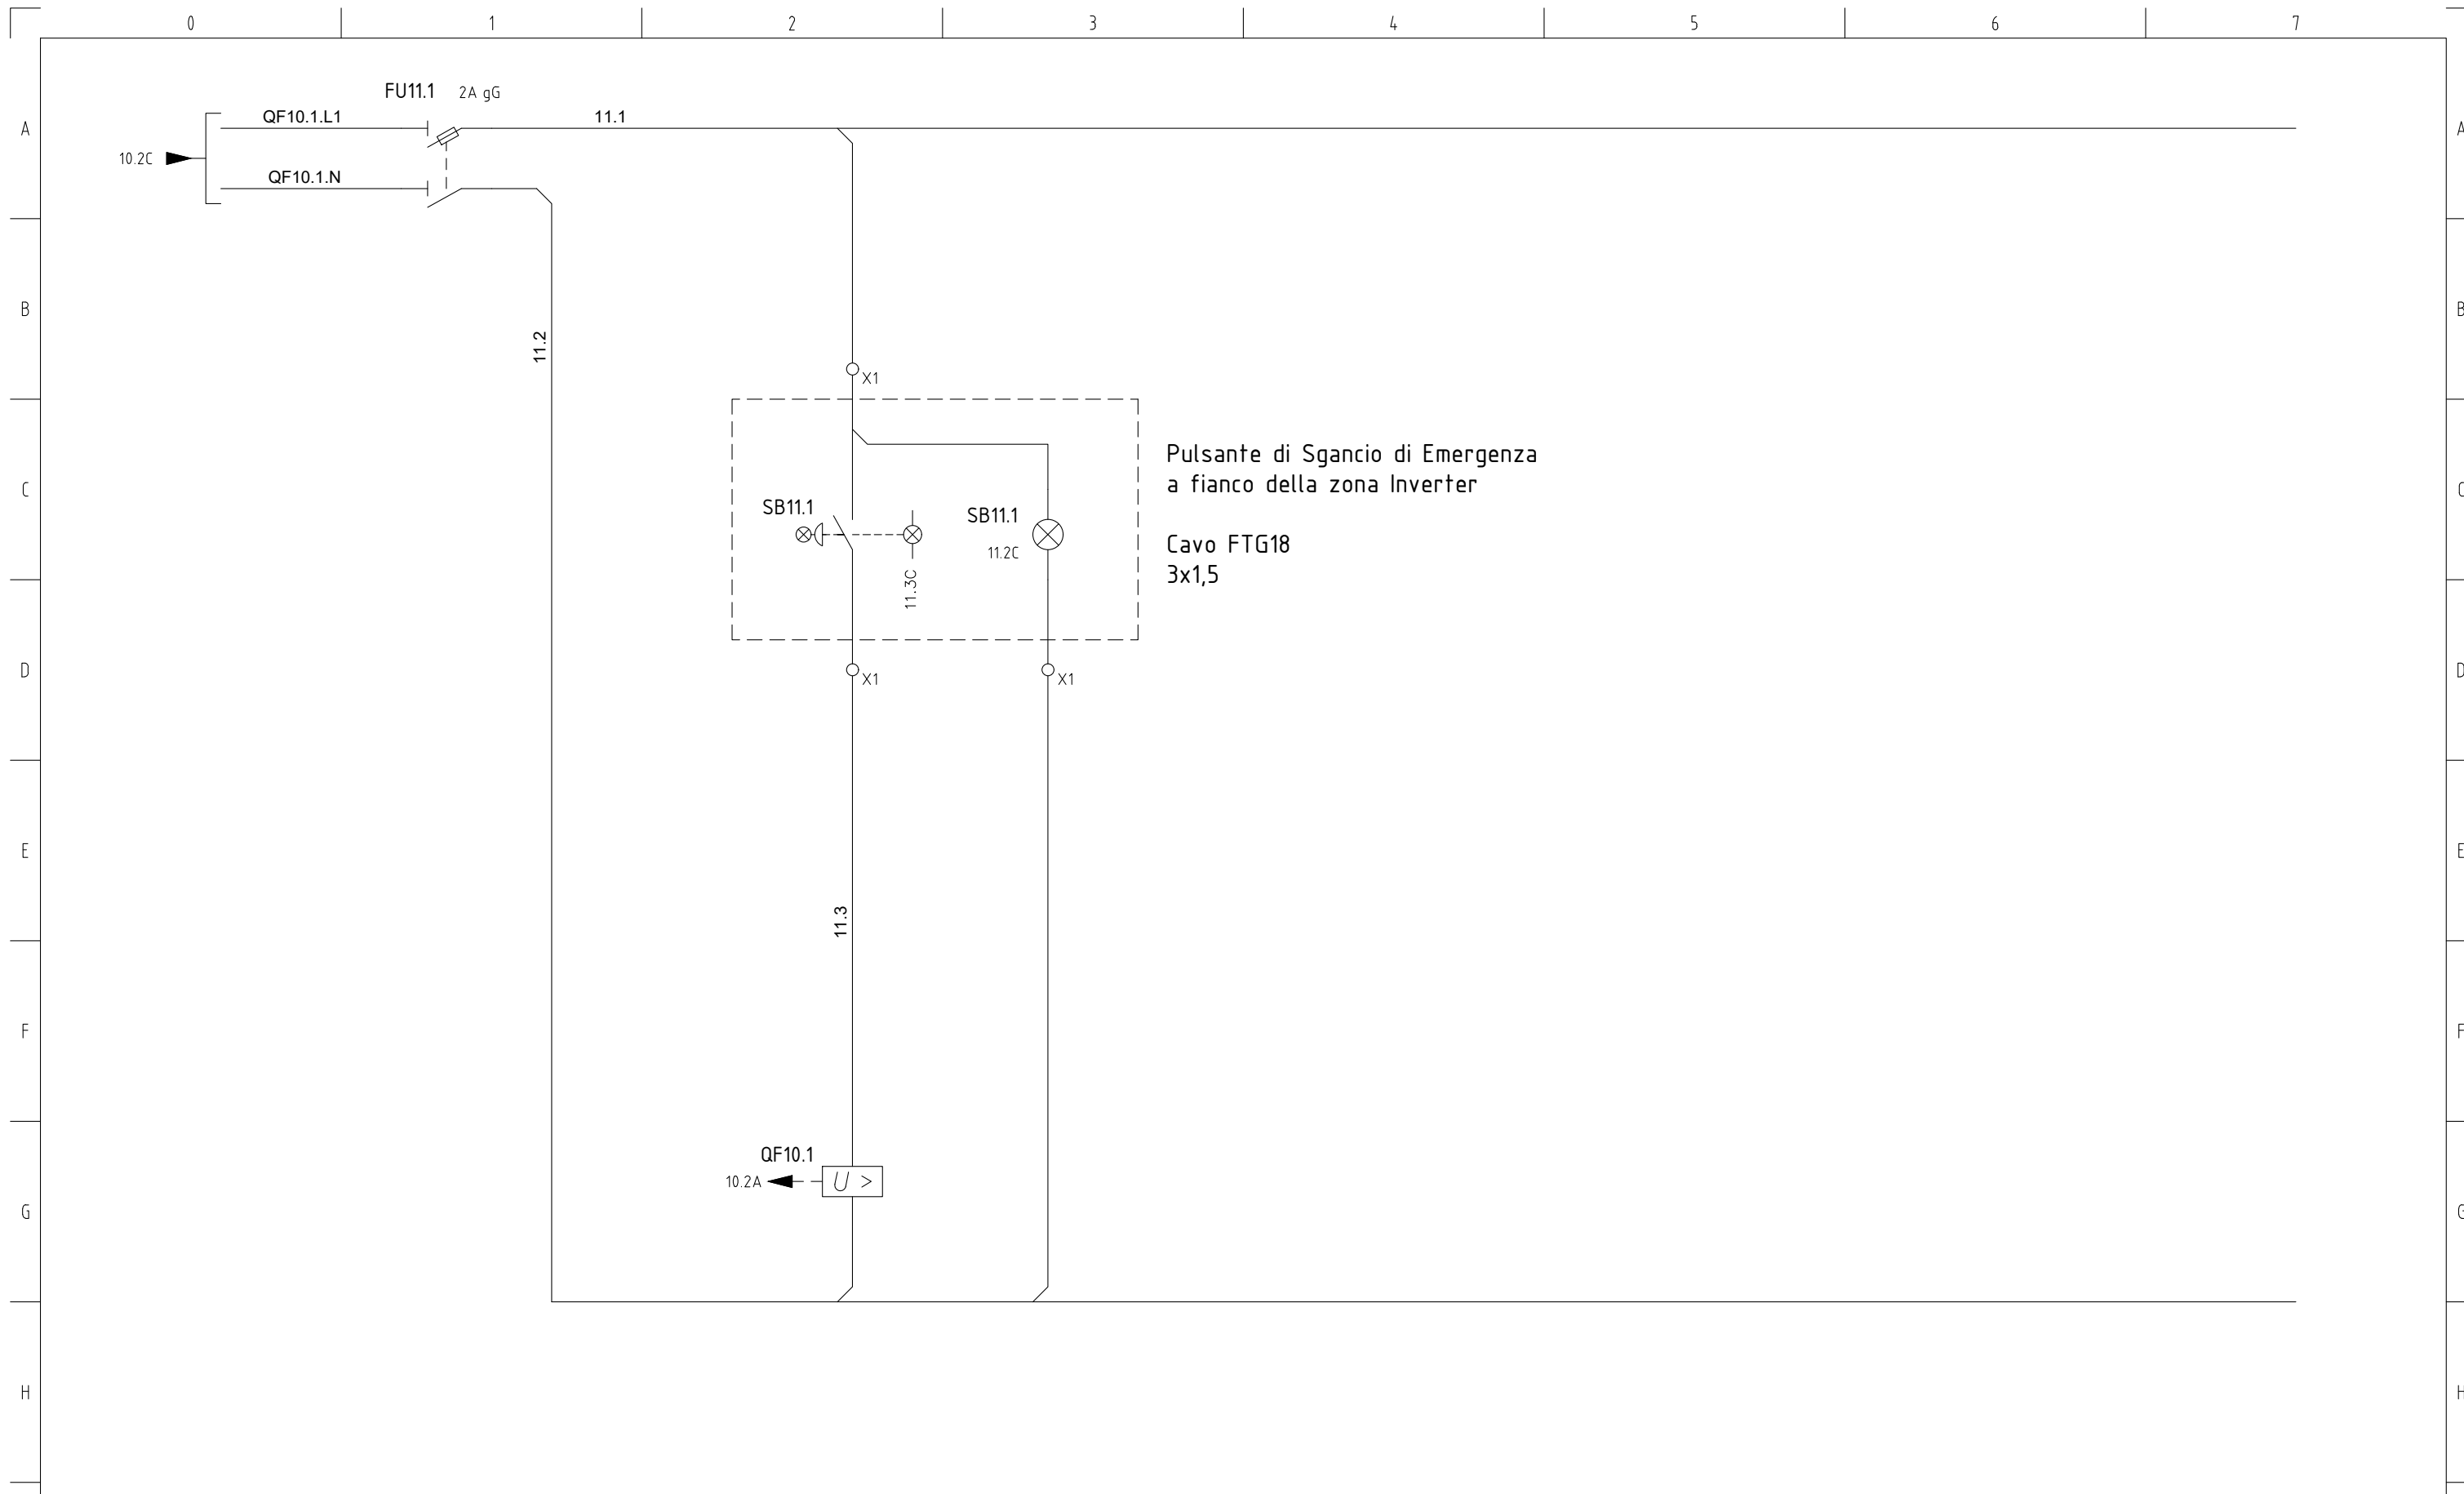 0 1 2 3 4 5 6 7
FU11.1 2A gG
QF10.1.L1 11.1
A A
10.2C
QF10.1.N
B B
11.2
X1
Pulsante di Sgancio di Emergenza
a fianco della zona Inverter
C C
SB11.1 SB11.1
11.2C
Cavo FTG18
3x1,5
11.3C
D D
X1 X1
E E
11.3
F F
QF10.1
10.2A U >
G G
H H